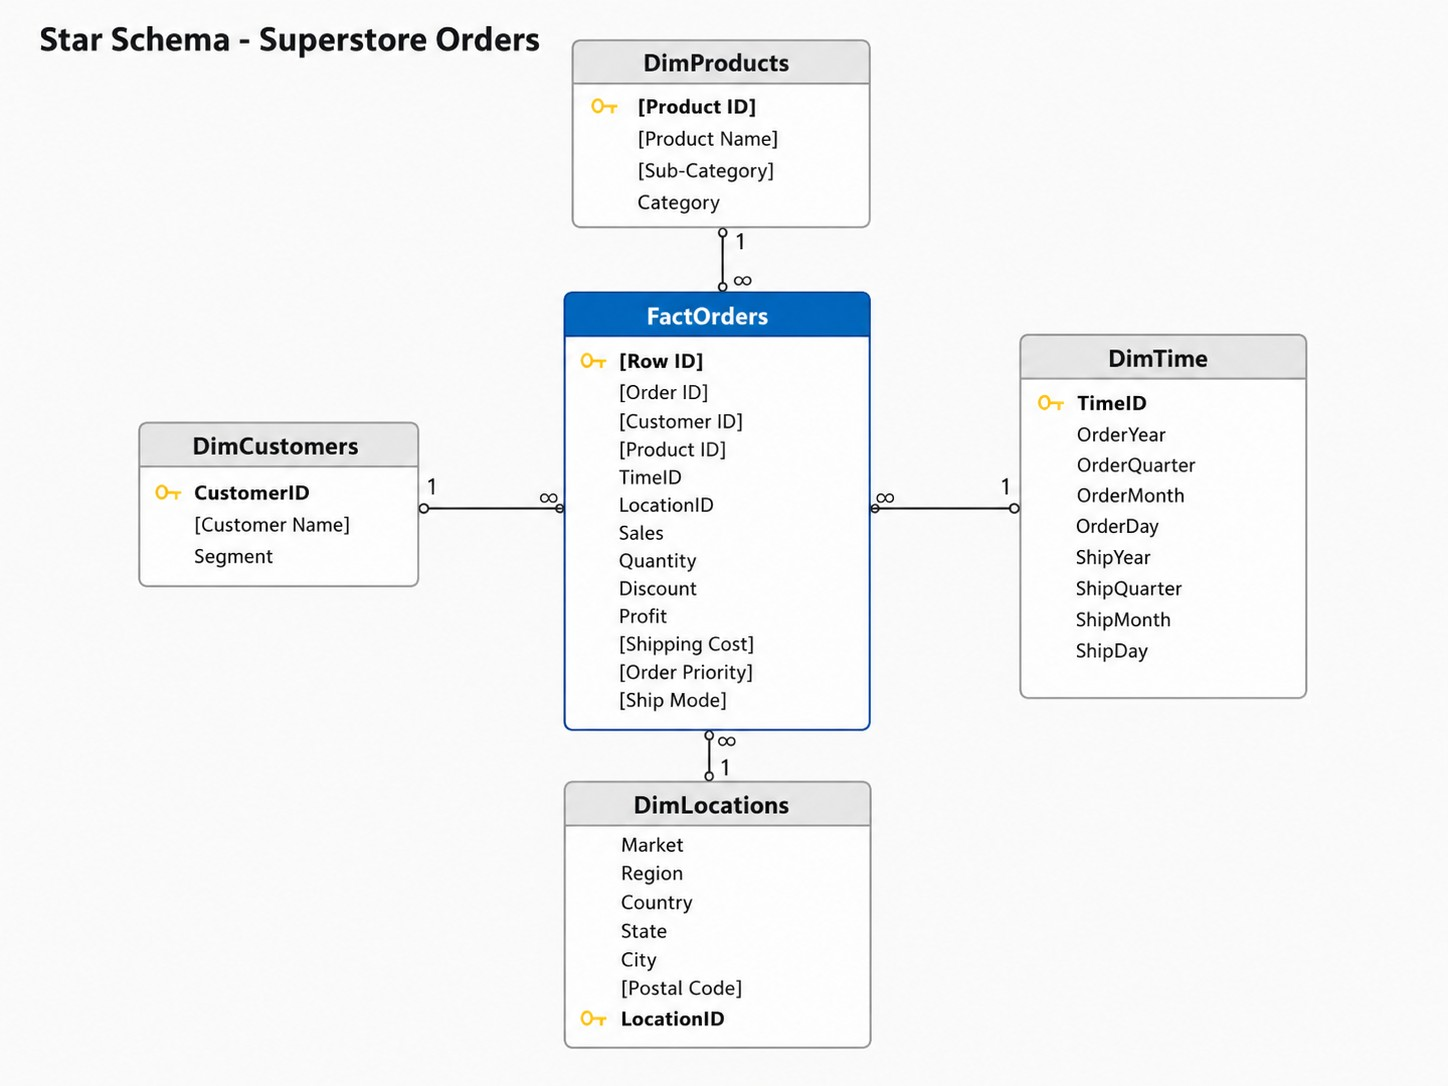 Star Schema - Superstore Orders
DimProducts
[Product ID]
[Product Name]
[Sub-Category]
Category
1
∞
FactOrders
[Row ID]
[Order ID]
[Customer ID]
[Product ID]
TimeID
LocationID
Sales
Quantity
Discount
Profit
[Shipping Cost]
[Order Priority]
[Ship Mode]
DimCustomers
CustomerID
[Customer Name]
Segment
1
∞
∞
1
DimTime
TimeID
OrderYear
OrderQuarter
OrderMonth
OrderDay
ShipYear
ShipQuarter
ShipMonth
ShipDay
∞
1
DimLocations
Market
Region
Country
State
City
[Postal Code]
LocationID